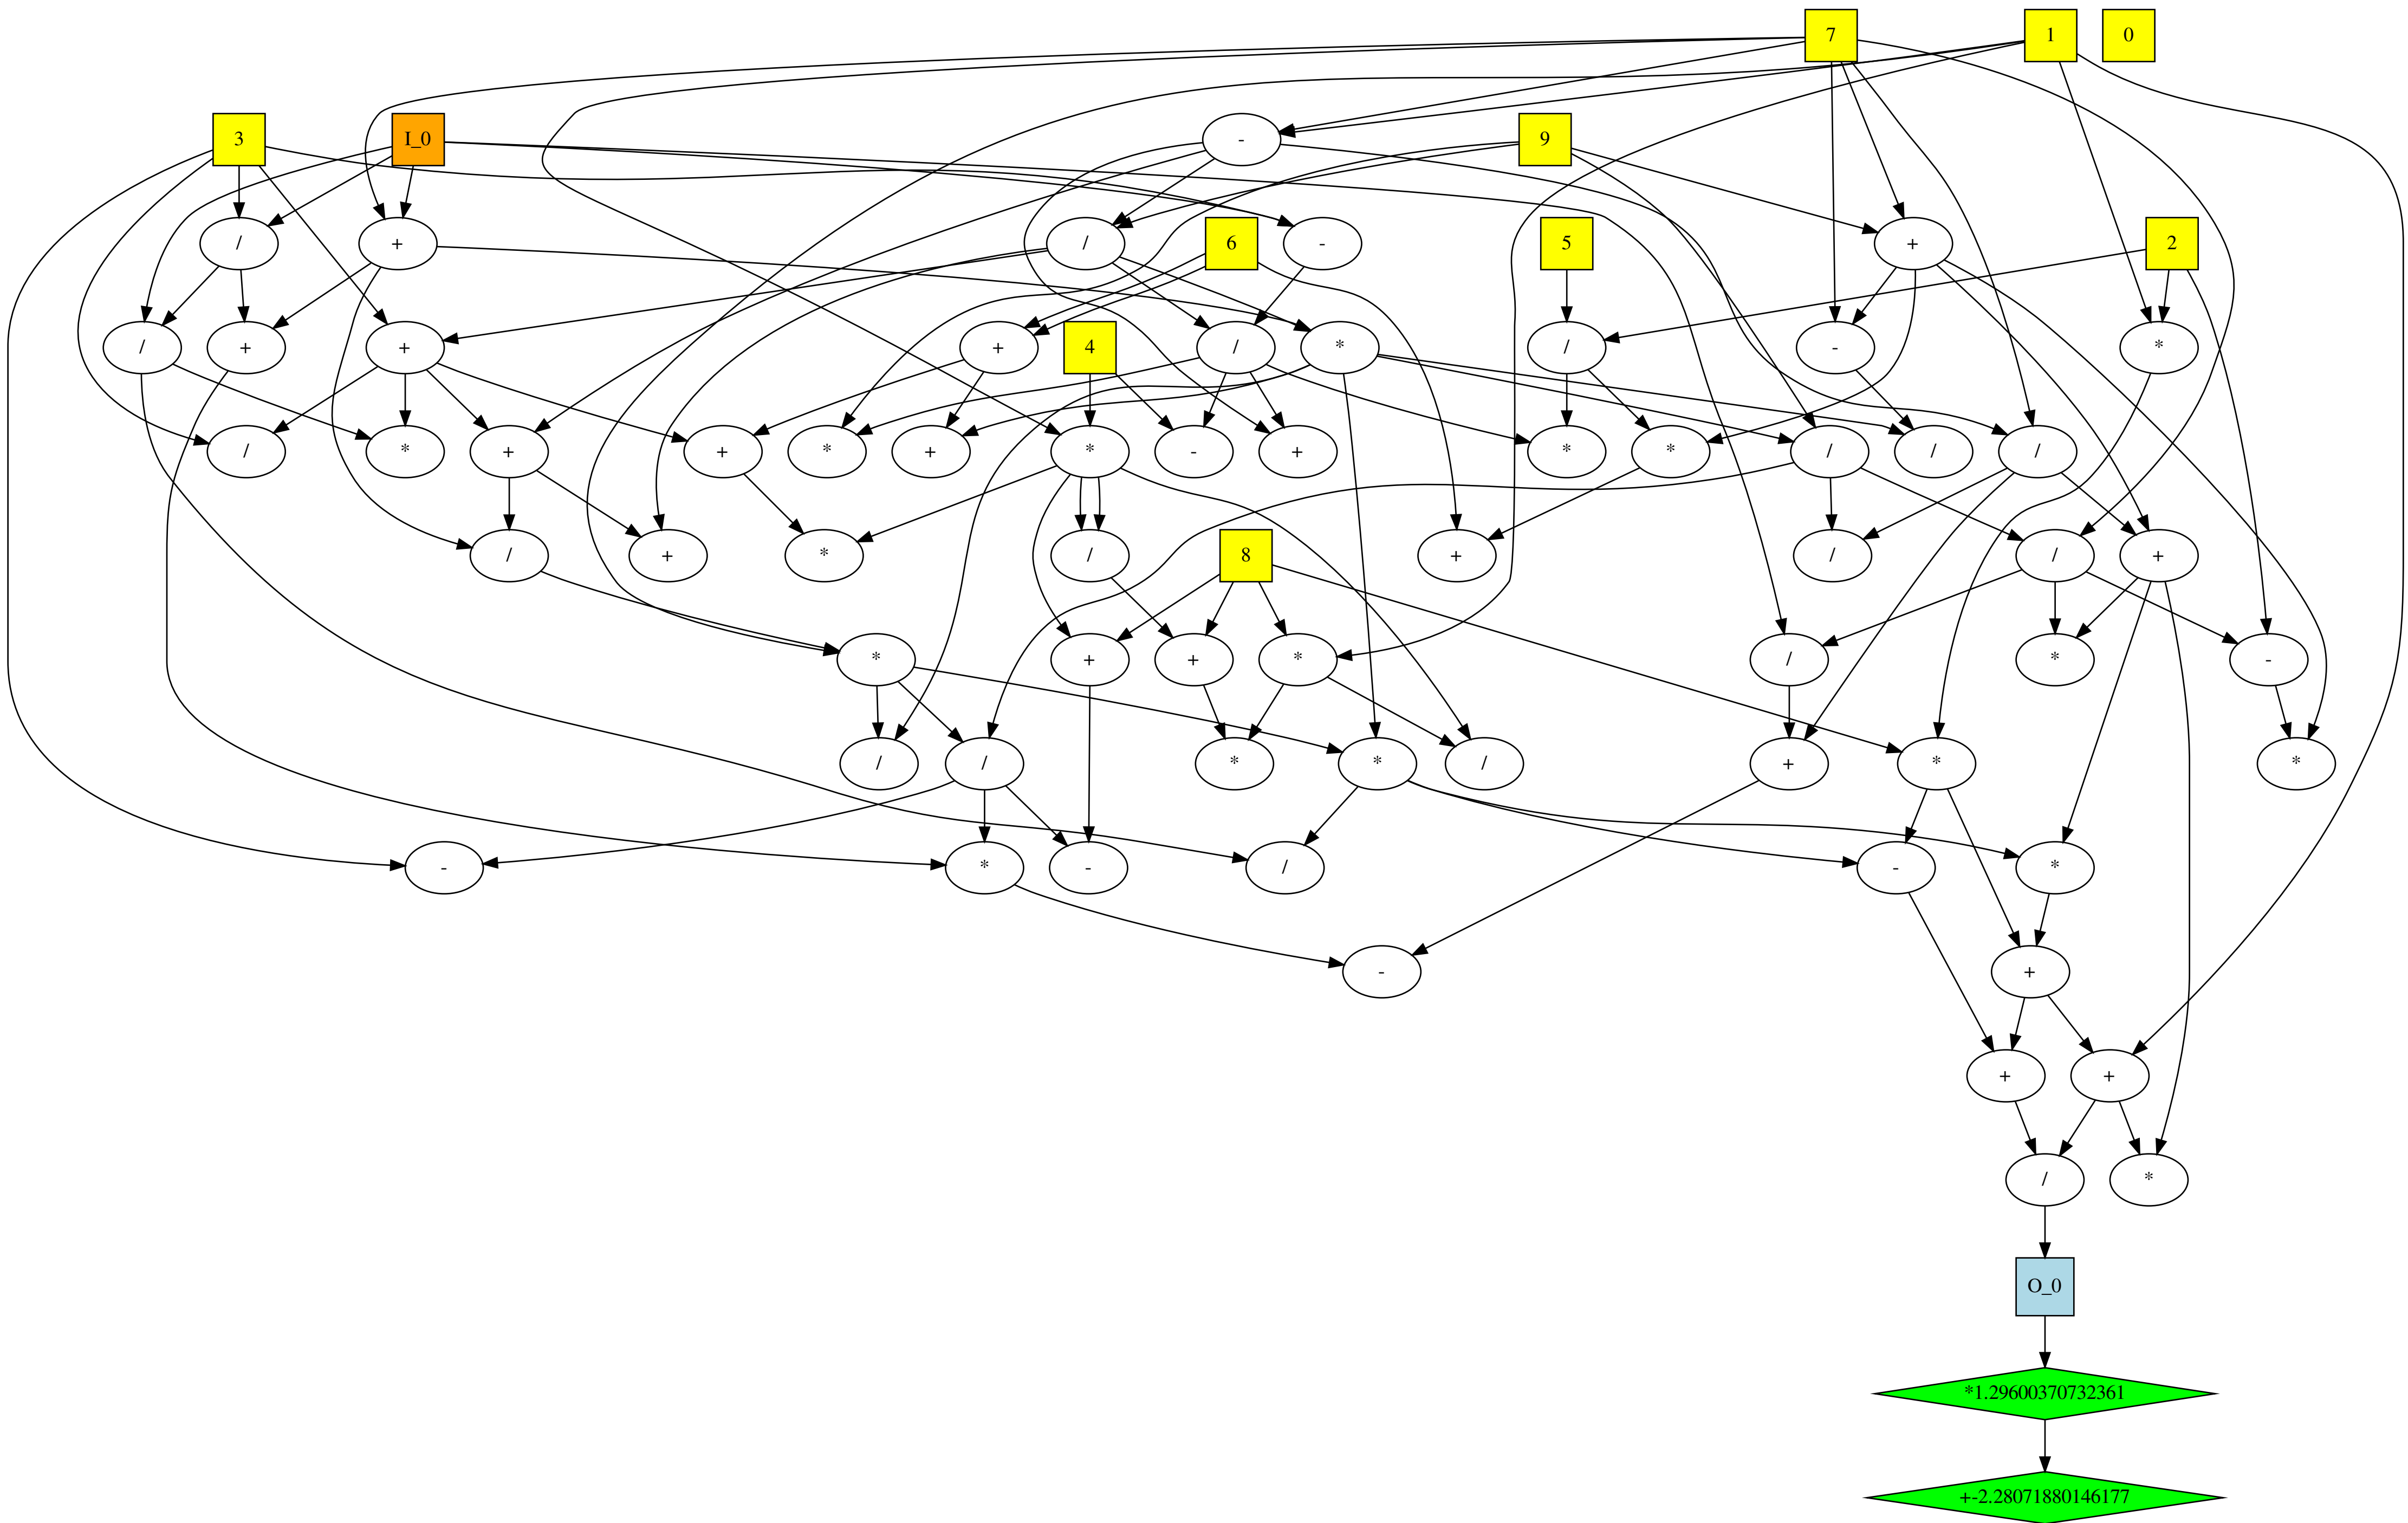 7 1 0
3 I_0 - 9
/ + / 6 - 5 + 2
/ + + + 4 / * / - *
/ * + + * + * - + * * / / /
/ + * / 8 + / / +
* + + * / * -
/ / * * / + * *
- * - / - *
- +
+ +
/ *
O_0
*1.29600370732361
+-2.28071880146177